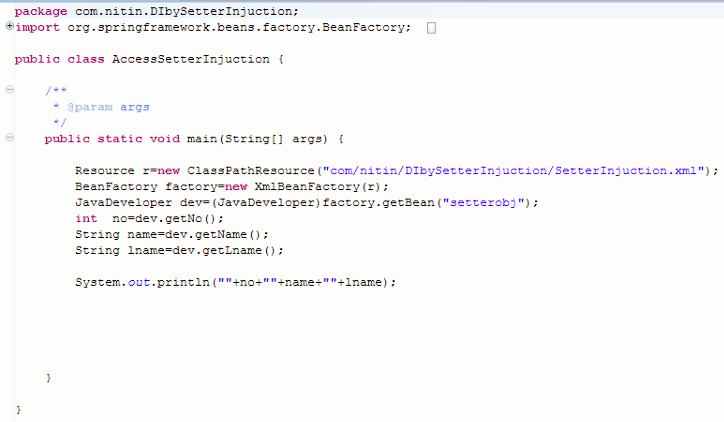 package com.nitin.DIbySetterInjuction;
import org.springframework.beans.factory.BeanFactory;
public class AccessSetterInjuction {
/**
* @param args
*/
public static void main(String[] args) {
Resource r=new ClassPathResource("com/nitin/DIbySetterInjuction/SetterInjuction.xml");
BeanFactory factory=new XmlBeanFactory(r);
JavaDeveloper dev=(JavaDeveloper)factory.getBean("setterobj");
int  no=dev.getNo();
String name=dev.getName();
String lname=dev.getLname();
System.out.println(""+no+""+name+""+lname);
}
}